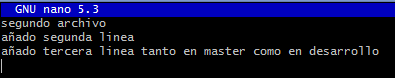 GNU nano 5.3
segundo archivo
añado segunda linea
añado tercera linea tanto en master como en desarrollo